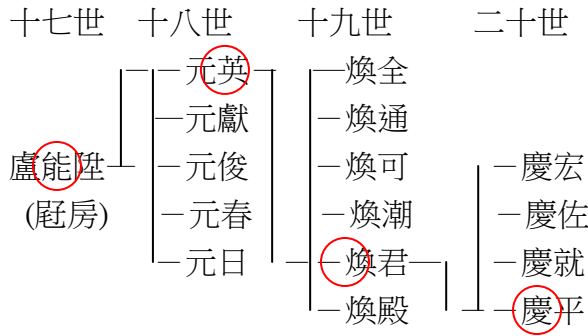 十七世 十八世 十九世 二十世
元英 煥全
元獻 煥通
盧能陞 元俊 煥可 慶宏
(屘房) 元春 煥潮 慶佐
元日 煥君 慶就
煥殿 慶平